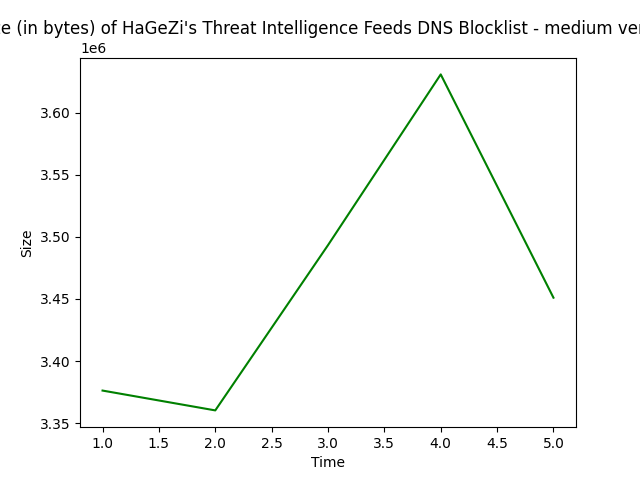 (in bytes) of HaGeZi's Threat Intelligence Feeds DNS Blocklist - medium
1e6
3.60
3.55
3.50
3.45
3.40
3.35
Size
1.0 1.5 2.0 2.5 3.0 3.5 4.0 4.5 5.0
Time